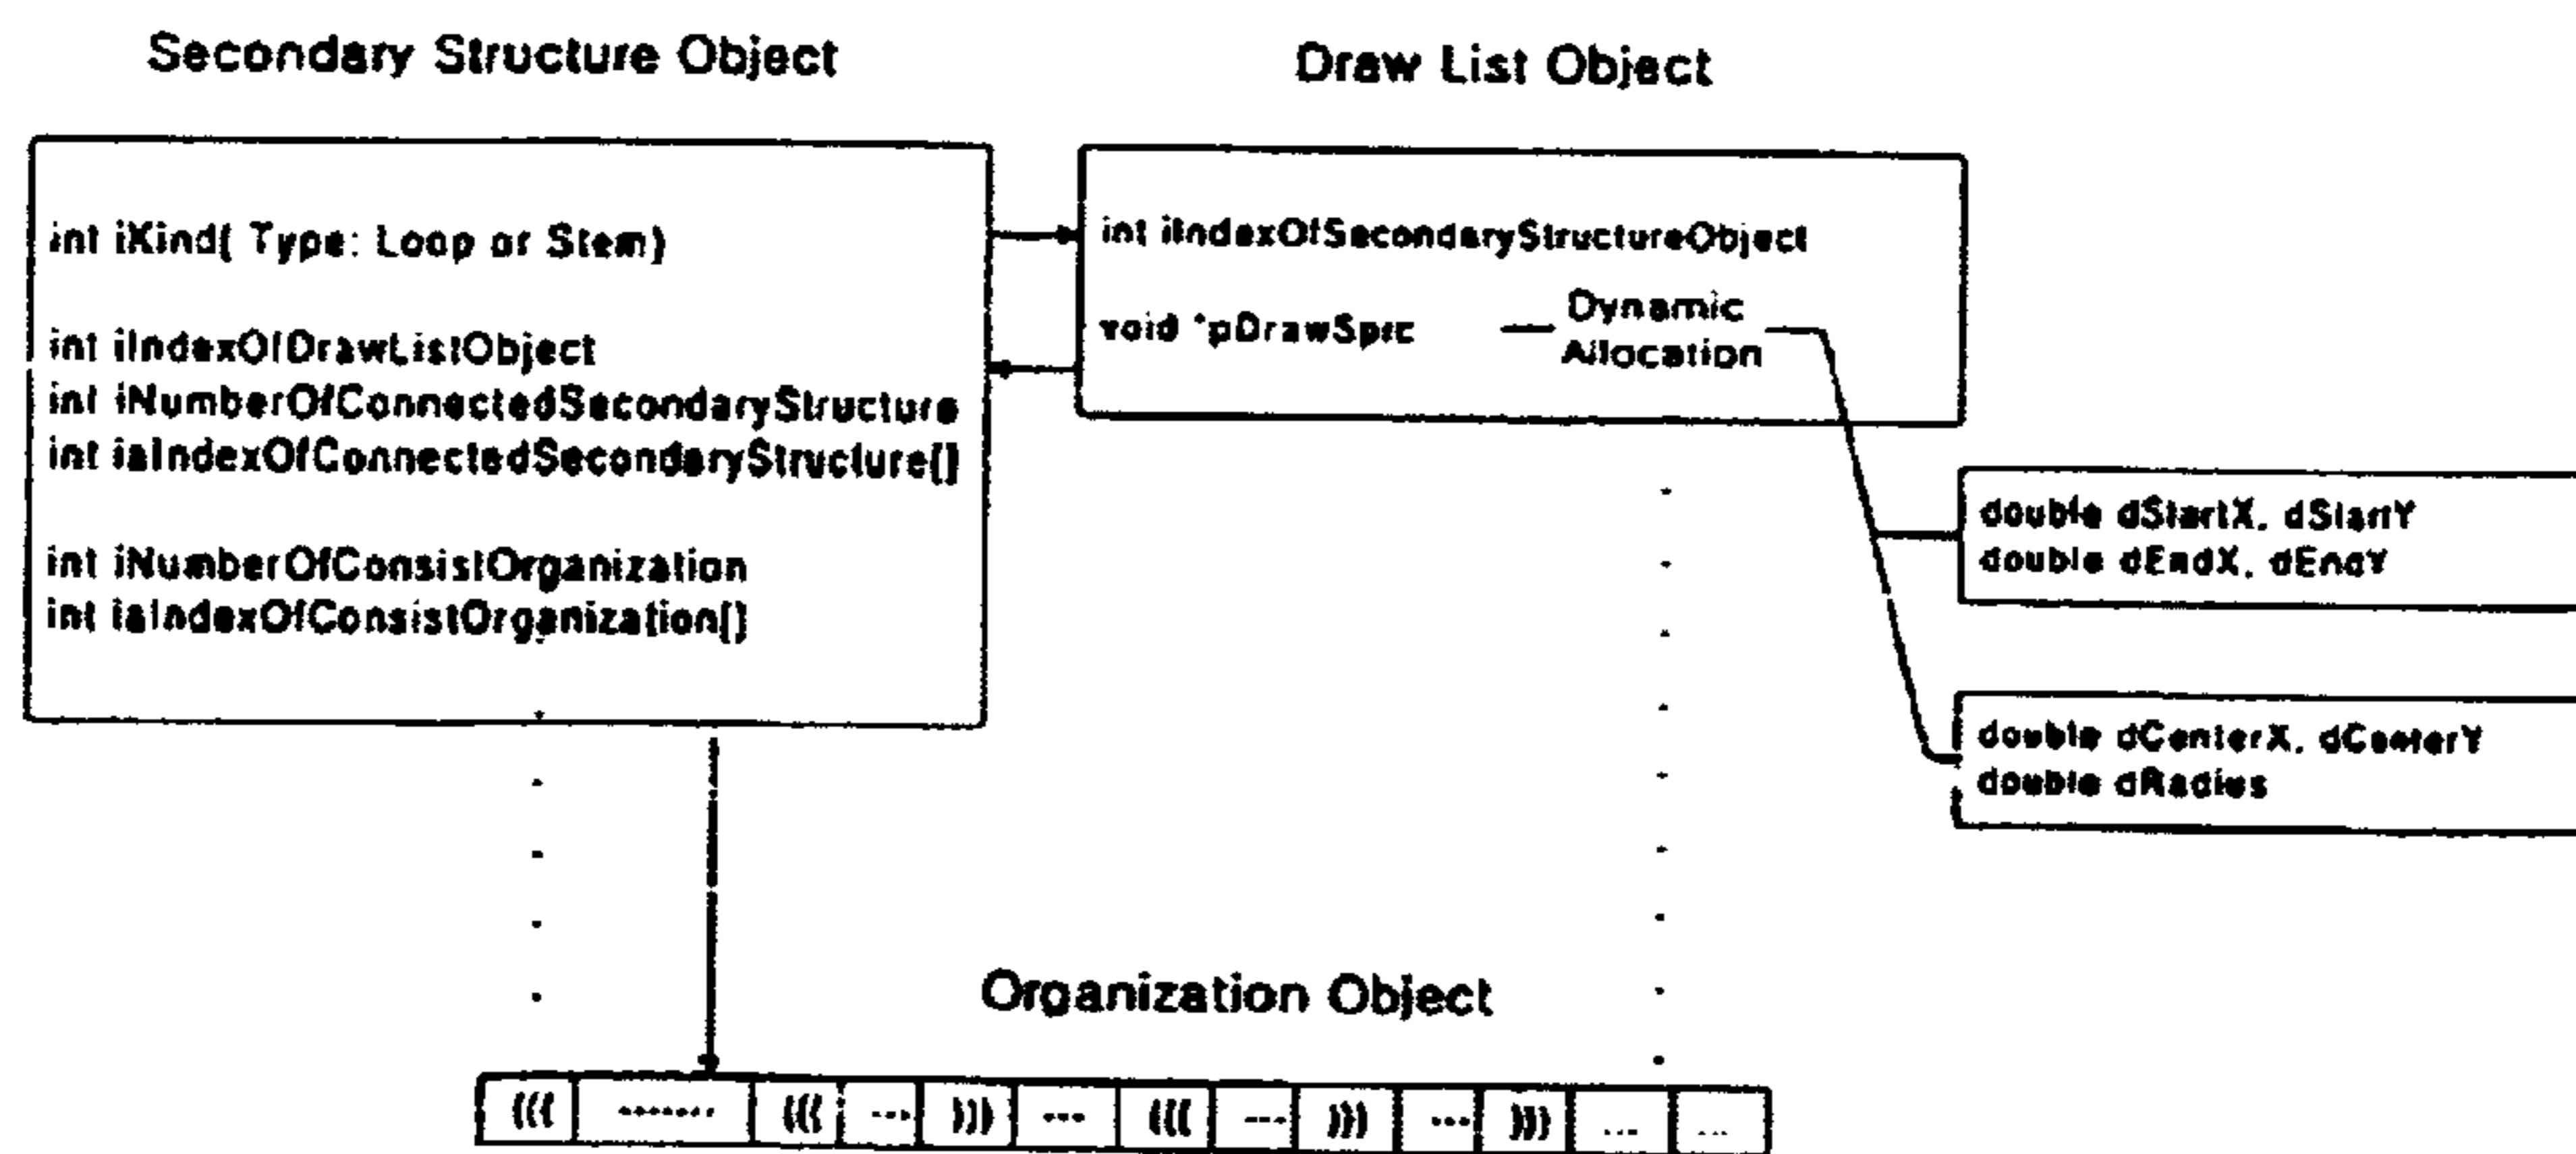 Secondary Structure Object
Draw List Object
int iKind( Type: Loop or Stem)
int iIndexOfDrawListObject
int iNumberOfConnectedSecondaryStructure
int iaIndexOfConnectedSecondaryStructure[]
int iNumberOfConsistOrganization
int iaIndexOfConsistOrganization[]
int iIndexOfSecondaryStructureObject
void *pDrawSprc
Dynamic
Allocation
double dStartX, dStartY
double dEndX, dEndY
double dCenterX, dCenterY
double dRadius
Organization Object
((( ------- ((( --- ))) --- ((( --- ))) --- ))) ... ...